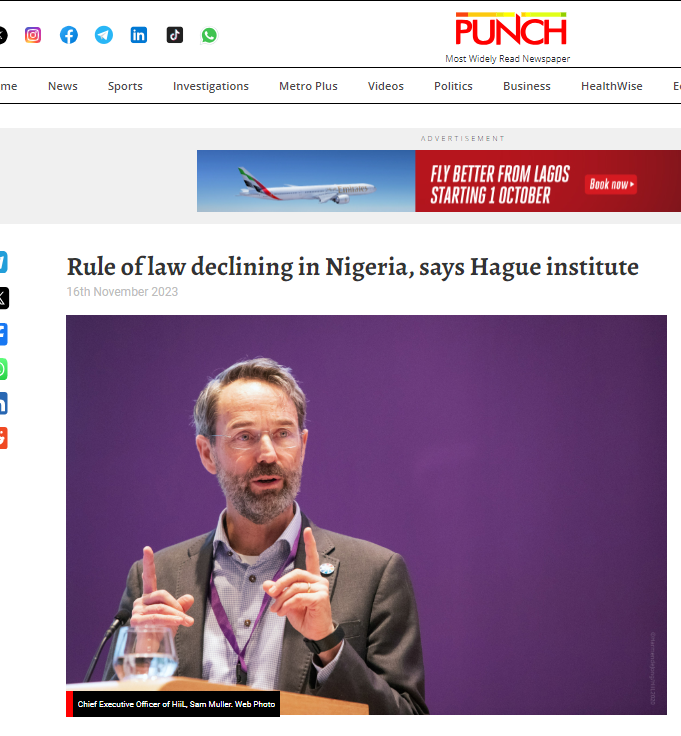 PUNCH
Most Widely Read Newspaper
me News Sports Investigations Metro Plus Videos Politics Business HealthWise E
ADVERTISEMENT
Emirates
FLY BETTER FROM LAGOS
STARTING 1 OCTOBER
Book now
Rule of law declining in Nigeria, says Hague institute
16th November 2023
Chief Executive Officer of HiiL, Sam Muller. Web Photo